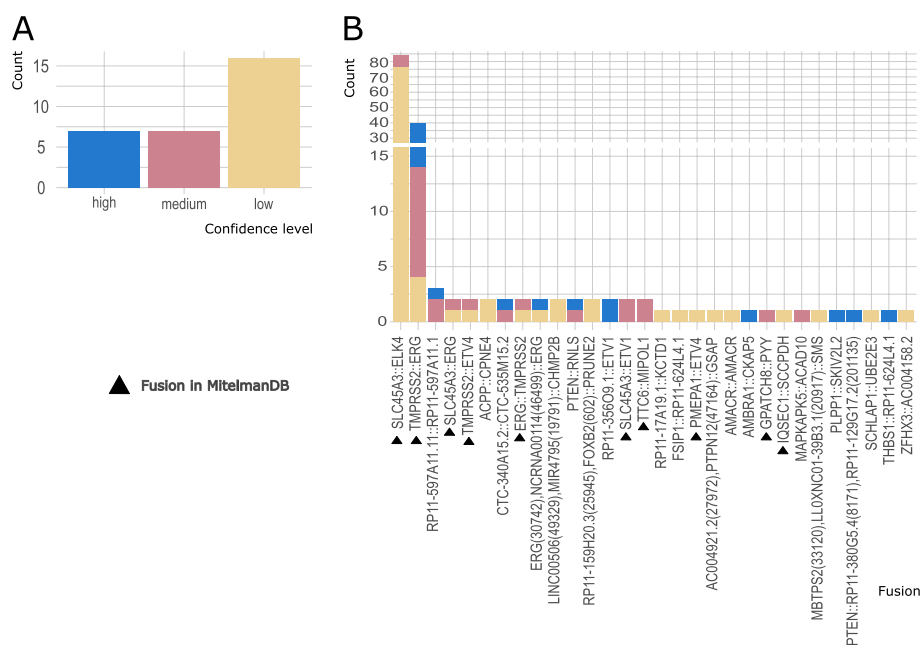 A
Count
15
10
5
0
high
medium
low
Confidence level
Fusion in MitelmanDB
B
Count
80
70
60
50
40
30
15
10
5
0
SLC45A3::ELK4
TMPRSS2::ERG
RP11-597A11.11::RP11-597A11.1
SLC45A3::ERG
TMPRSS2::ETV4
ACPP::CPNE4
CTC-340A15.2::CTC-535M15.2
ERG::TMPRSS2
ERG(30742),NCRNA00114(46499)::ERG
LINC00506(49329),MIR4795(19791)::CHMP2B
PTEN::RNLS
RP11-159H20.3(25945),FOXB2(602)::PRUNE2
RP11-356O9.1::ETV1
SLC45A3::ETV1
TTC6::MIPOL1
RP11-17A19.1::KCTD1
FSIP1::RP11-624L4.1
PMEPA1::ETV4
AC004921.2(27972),PTPN12(47164)::GSAP
AMACR::AMACR
AMBRA1::CKAP5
GPATCH8::PYY
IQSEC1::SCCPDH
MAPKAPK5::ACAD10
MBTPS2(33120),LL0XNC01-39B3.1(20917)::SMS
PLPP1::SKIV2L2
PTEN::RP11-380G5.4(8171),RP11-129G17.2(201135)
SCHLAP1::UBE2E3
THBS1::RP11-624L4.1
ZFHX3::AC004158.2
Fusion